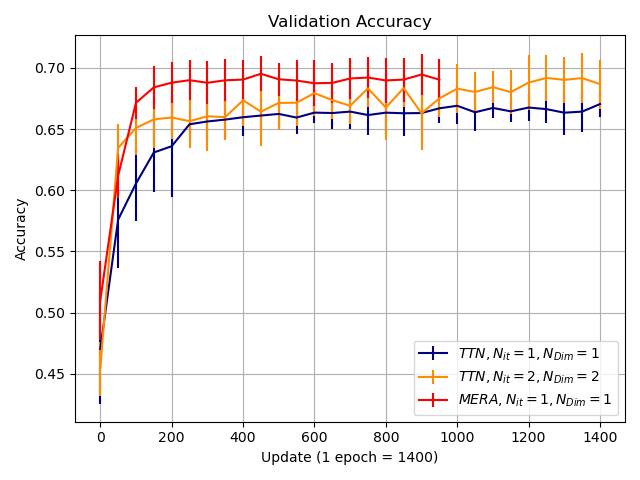 Validation Accuracy
Accuracy
0.70
0.65
0.60
0.55
0.50
0.45
TTN, N_it = 1, N_Dim = 1
TTN, N_it = 2, N_Dim = 2
MERA, N_it = 1, N_Dim = 1
0 200 400 600 800 1000 1200 1400
Update (1 epoch = 1400)